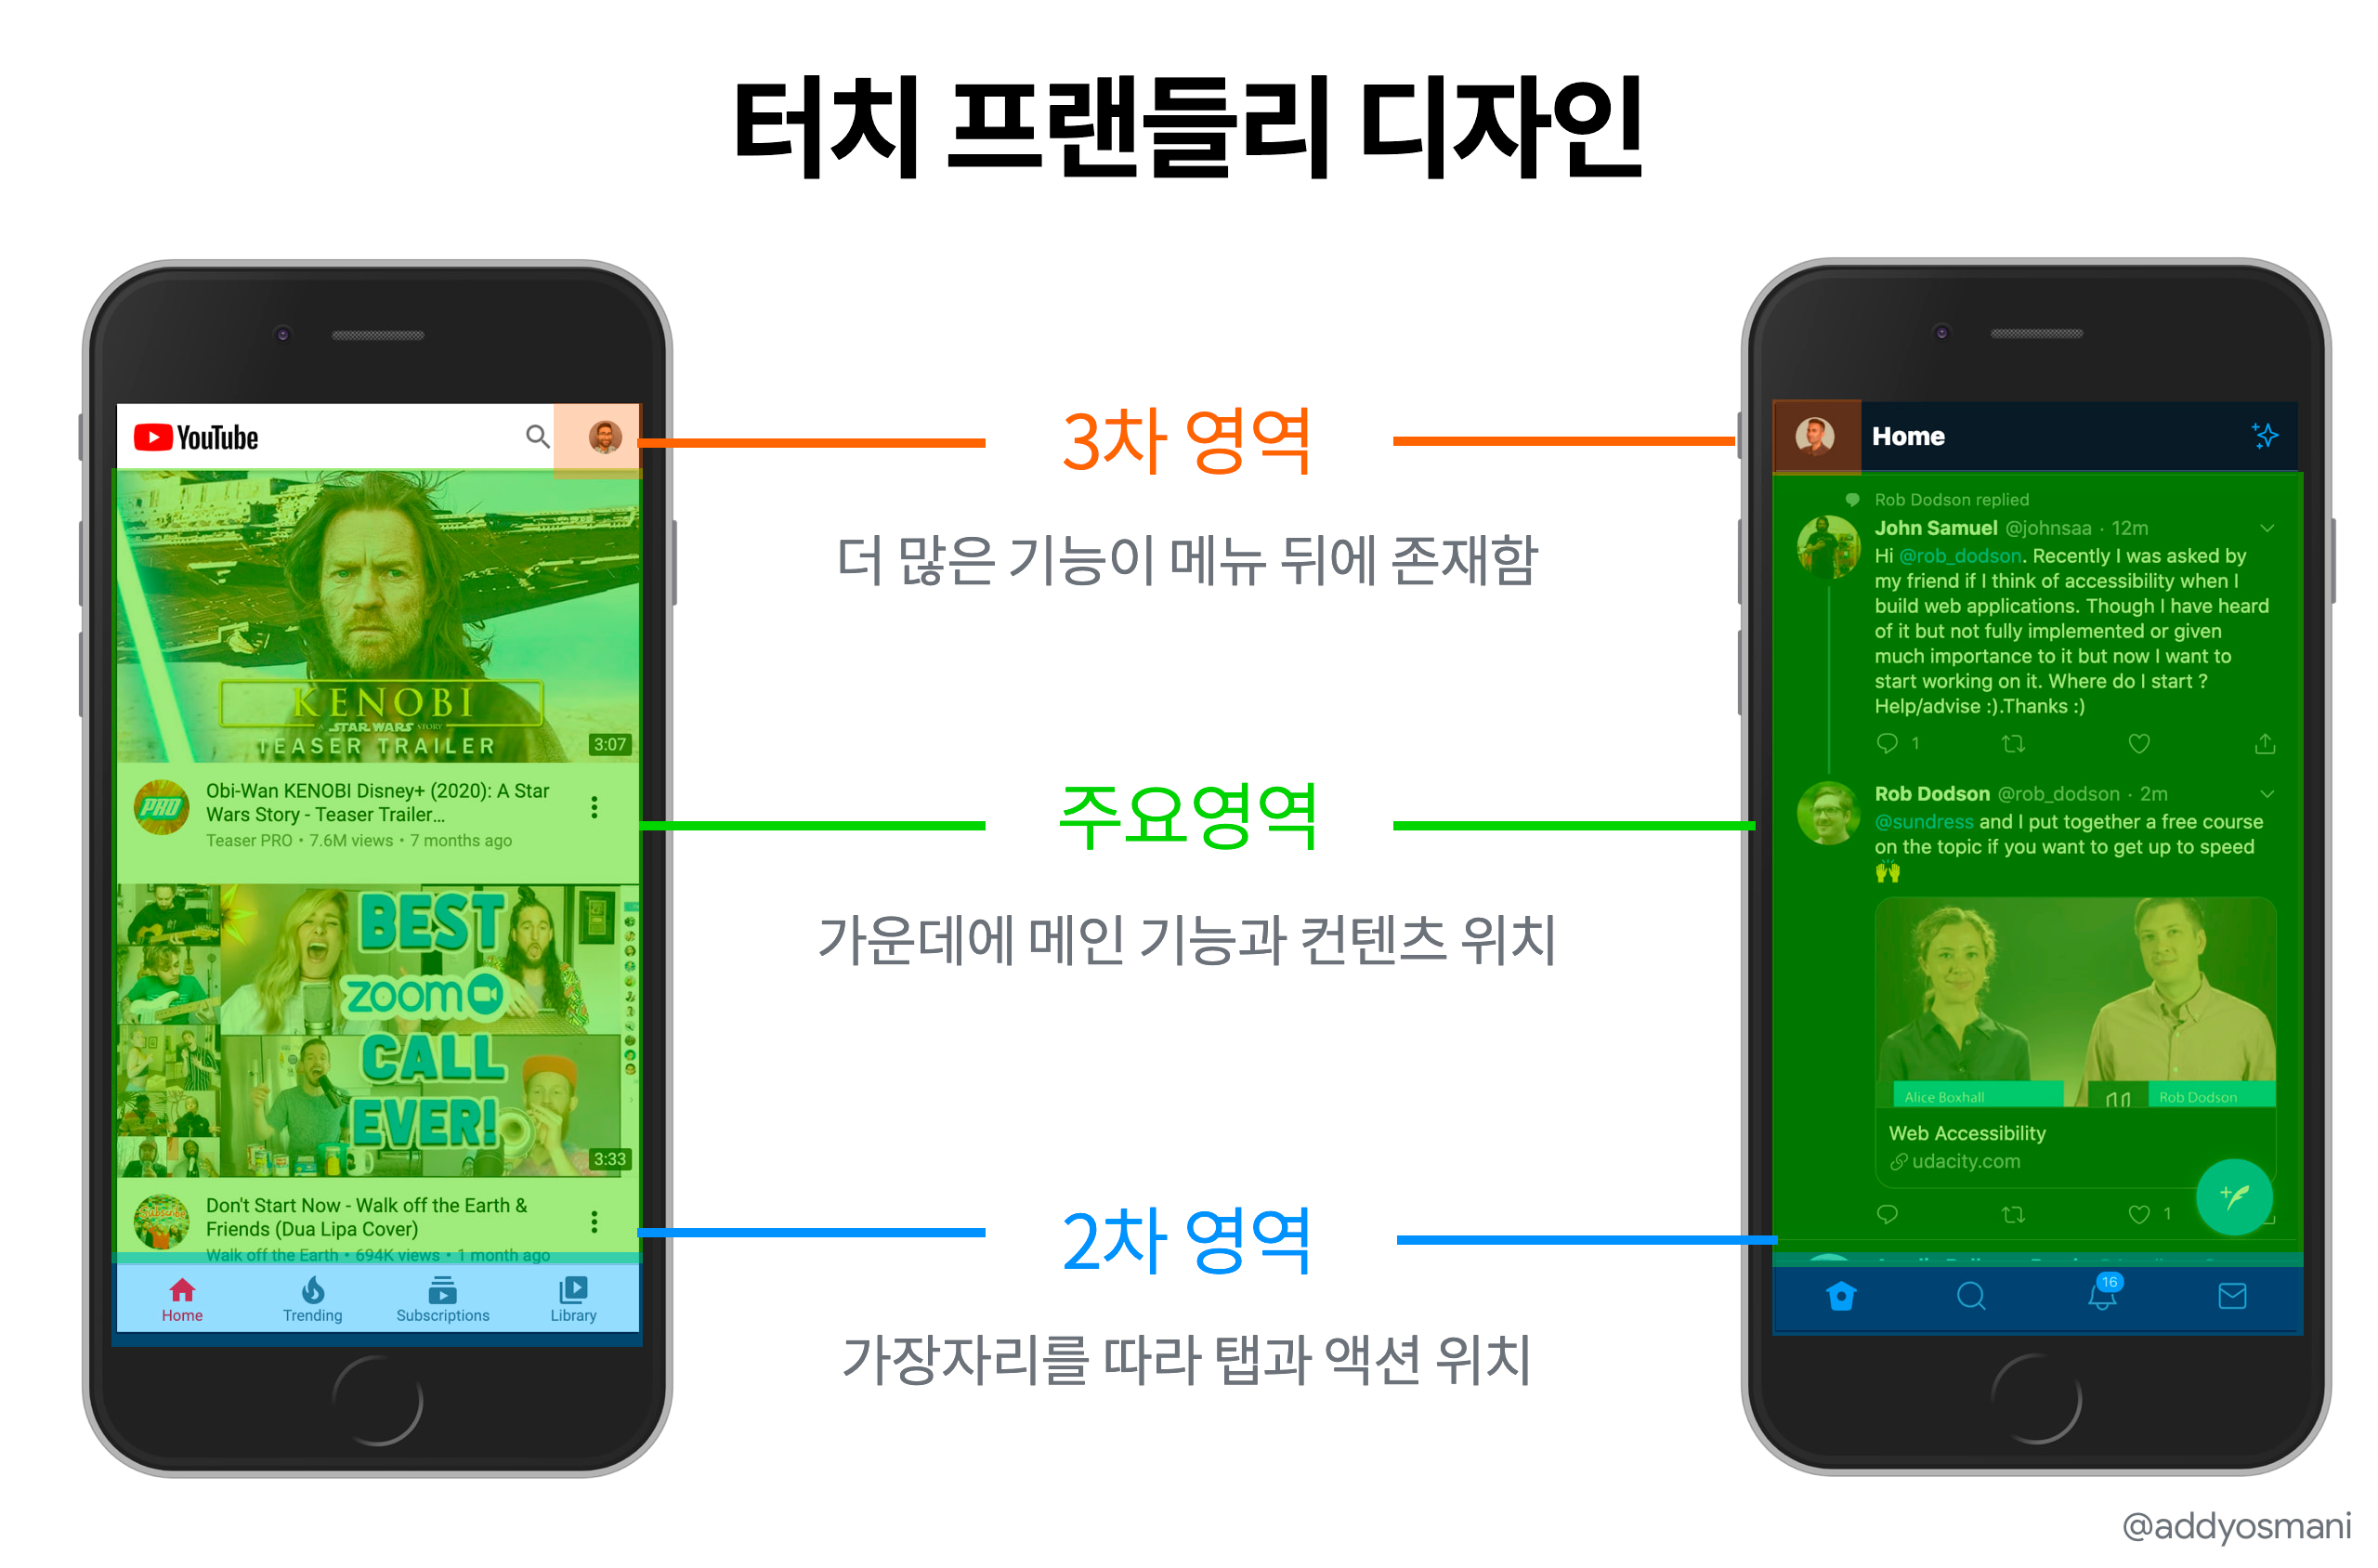 터치 프랜들리 디자인
YouTube
KENOBI
A STAR WARS STORY
TEASER TRAILER
3:07
PRO
Obi-Wan KENOBI Disney+ (2020): A Star
Wars Story - Teaser Trailer...
Teaser PRO • 7.6M views • 7 months ago
BEST
zoom
CALL
EVER!
3:33
Subscribe
Don't Start Now - Walk off the Earth &
Friends (Dua Lipa Cover)
Walk off the Earth • 694K views • 1 month ago
Home
Trending
Subscriptions
Library
3차 영역
더 많은 기능이 메뉴 뒤에 존재함
주요영역
가운데에 메인 기능과 컨텐츠 위치
2차 영역
가장자리를 따라 탭과 액션 위치
Home
Rob Dodson replied
John Samuel @johnsaa · 12m
Hi @rob_dodson. Recently I was asked by
my friend if I think of accessibility when I
build web applications. Though I have heard
of it but not fully implemented or given
much importance to it but now I want to
start working on it. Where do I start ?
Help/advise :).Thanks :)
1
Rob Dodson @rob_dodson · 2m
@sundress and I put together a free course
on the topic if you want to get up to speed
🙌
Alice Boxhall
Rob Dodson
Web Accessibility
udacity.com
1
16
@addyosmani